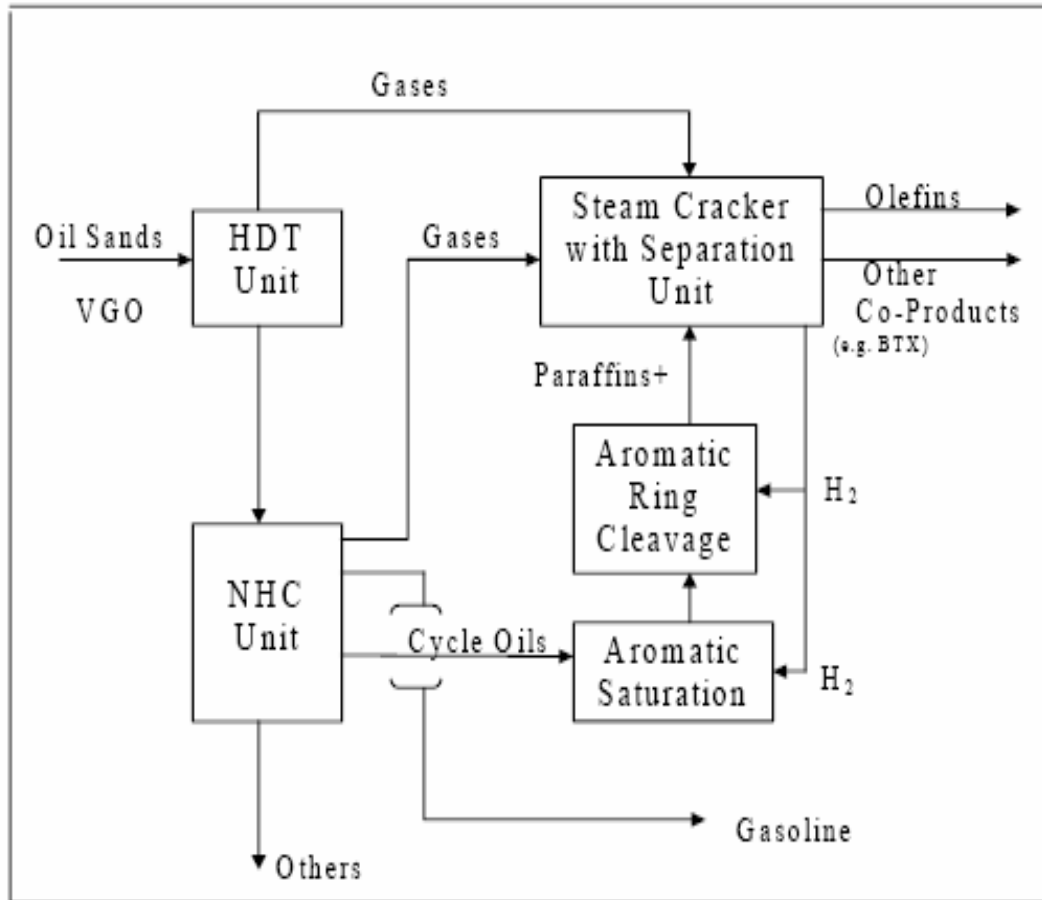 Gases
Steam Cracker
with Separation
Unit
Olefins
Oil Sands
VGO
HDT
Unit
Gases
Other
Co-Products
(e.g. BTX)
Paraffins+
Aromatic
Ring
Cleavage
H2
NHC
Unit
Cycle Oils
Aromatic
Saturation
H2
Gasoline
Others